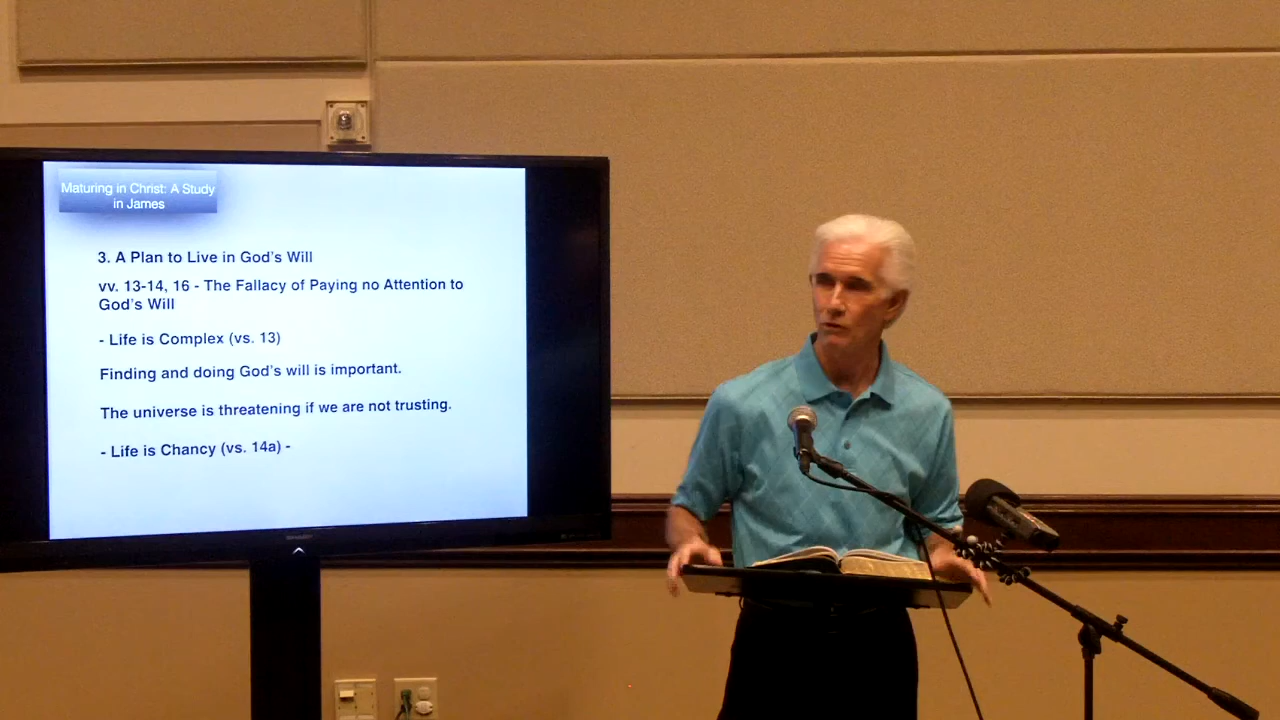 Maturing in Christ: A Study
in James
3. A Plan to Live in God's Will
vv. 13-14, 16 - The Fallacy of Paying no Attention to
God's Will
- Life is Complex (vs. 13)
Finding and doing God's will is important.
The universe is threatening if we are not trusting.
- Life is Chancy (vs. 14a) -